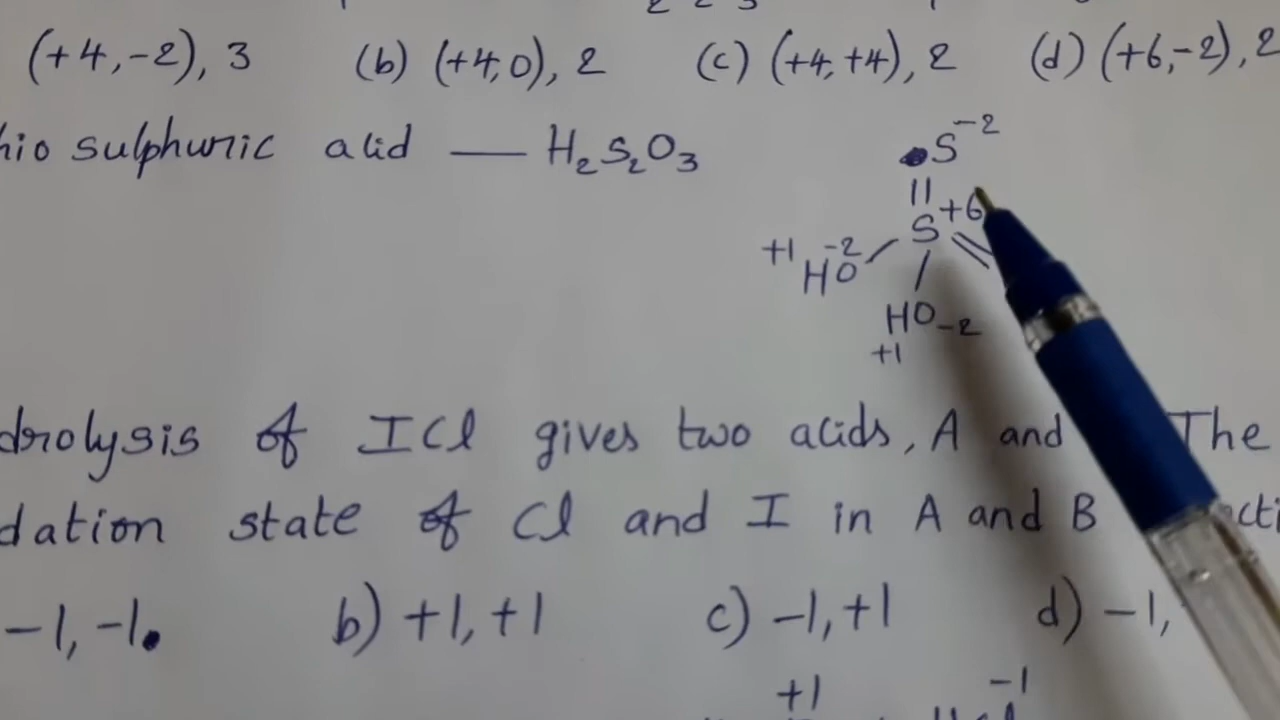 (+4,-2), 3 (b) (+4,0), 2 (c) (+4,+4), 2 (d) (+6,-2), 2
hio sulphuric acid — H₂S₂O₃
S⁻²
||
S +6
+1 HO -2
HO -2
+1
drolysis of ICl gives two acids, A and The
dation state of Cl and I in A and B
-1, -1. b) +1, +1 c) -1, +1 d) -1,
+1 -1